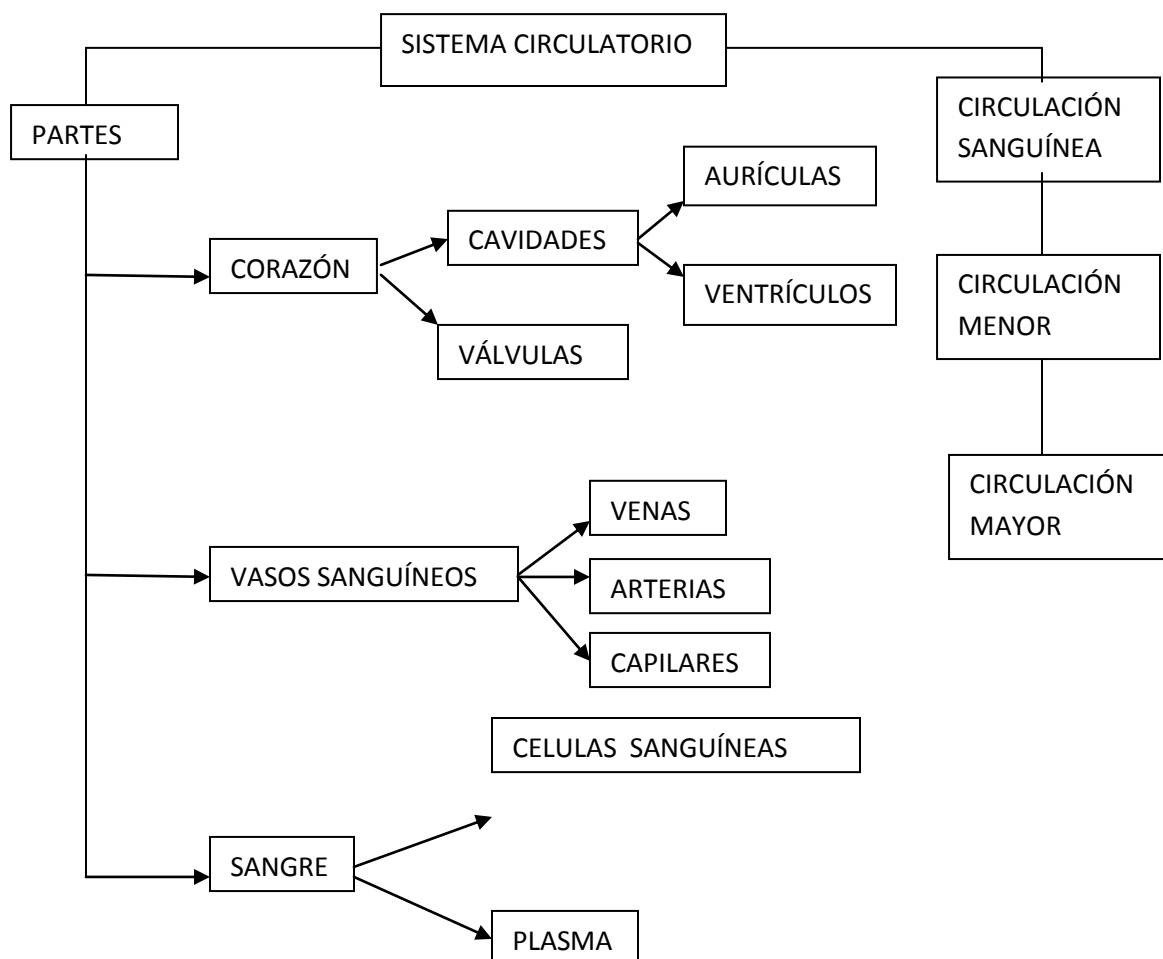 SISTEMA CIRCULATORIO
PARTES
CIRCULACIÓN
SANGUÍNEA
AURÍCULAS
CAVIDADES
CORAZÓN
VENTRÍCULOS
VÁLVULAS
CIRCULACIÓN
MENOR
CIRCULACIÓN
MAYOR
VENAS
VASOS SANGUÍNEOS
ARTERIAS
CAPILARES
CELULAS SANGUÍNEAS
SANGRE
PLASMA